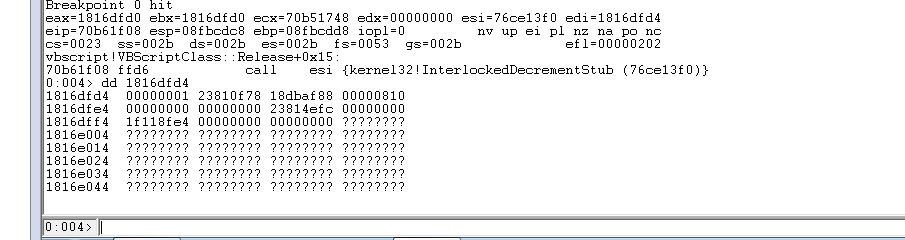 Breakpoint 0 hit
eax=1816dfd0 ebx=1816dfd0 ecx=70b51748 edx=00000000 esi=76ce13f0 edi=1816dfd4
eip=70b61f08 esp=08fbcdc8 ebp=08fbcdd8 iopl=0 nv up ei pl nz na po nc
cs=0023 ss=002b ds=002b es=002b fs=0053 gs=002b efl=00000202
vbscript!VBScriptClass::Release+0x15:
70b61f08 ffd6 call esi {kernel32!InterlockedDecrementStub (76ce13f0)}
0:004> dd 1816dfd4
1816dfd4 00000001 23810f78 18dbaf88 00000810
1816dfe4 00000000 00000000 23814efc 00000000
1816dff4 1f118fe4 00000000 00000000 ????????
1816e004 ???????? ???????? ???????? ????????
1816e014 ???????? ???????? ???????? ????????
1816e024 ???????? ???????? ???????? ????????
1816e034 ???????? ???????? ???????? ????????
1816e044 ???????? ???????? ???????? ????????
0:004>